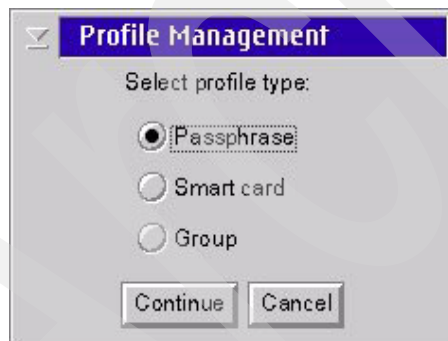 Profile Management
Select profile type:
Passphrase
Smart card
Group
Continue Cancel